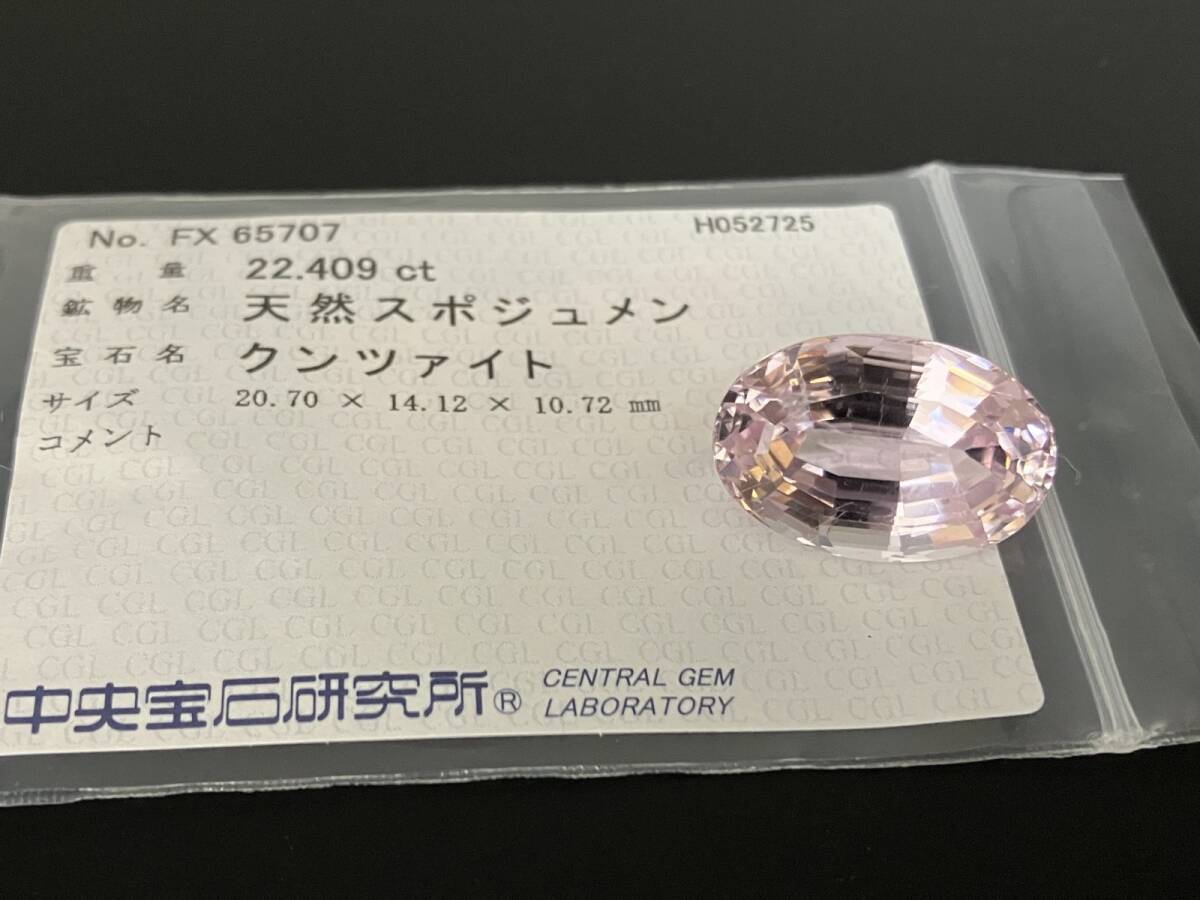 No. FX 65707 H052725
重 量 22.409 ct
鉱物名 天然スポジュメン
宝石名 クンツァイト
サイズ 20.70 × 14.12 × 10.72 mm
コメント
中央宝石研究所® CENTRAL GEM
LABORATORY